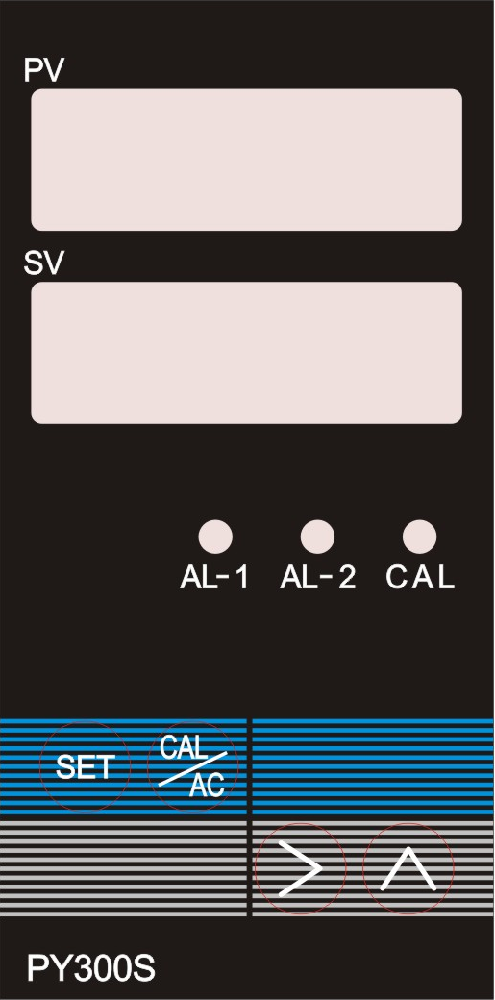 PV
SV
AL-1 AL-2 CAL
SET CAL/AC
> ∧
PY300S